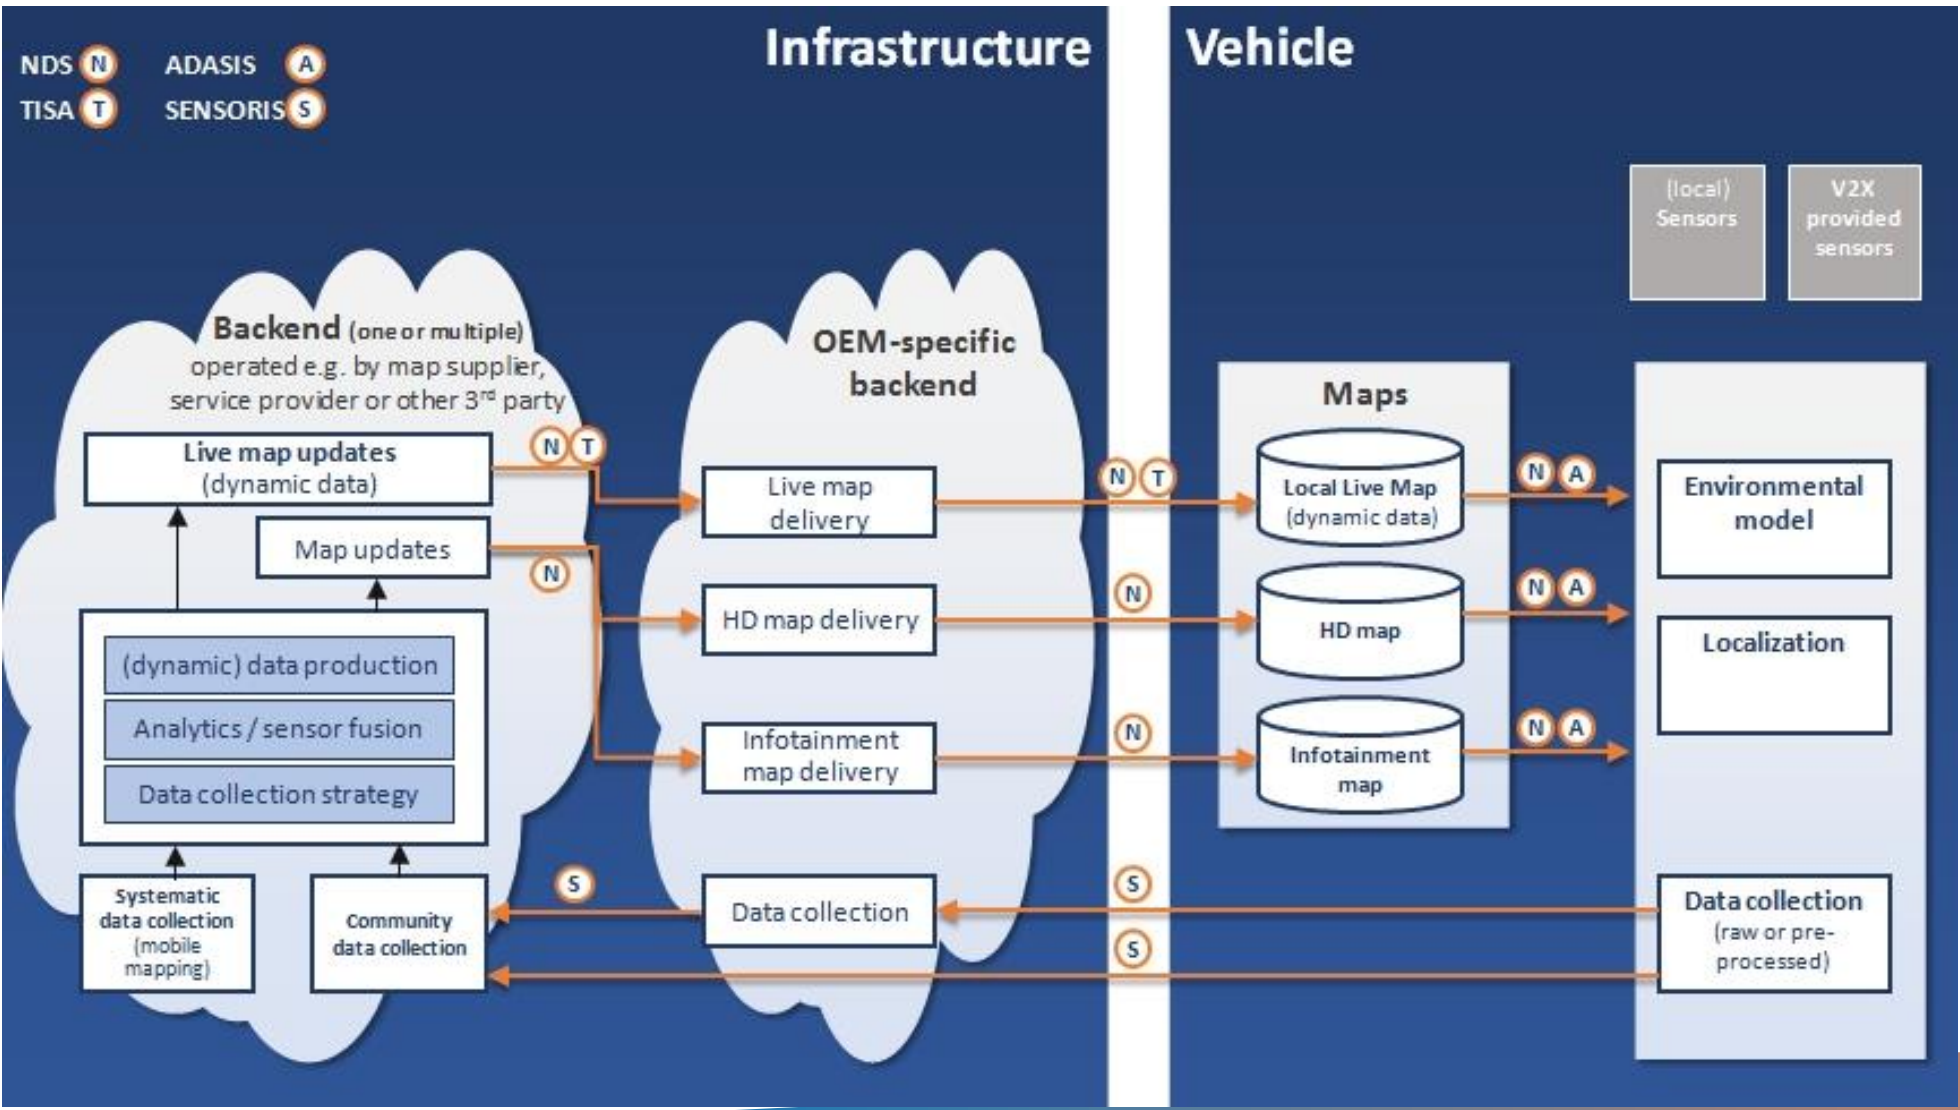 Infrastructure
Vehicle
NDS N
ADASIS A
TISA T
SENSORIS S
(local)
Sensors
V2X
provided
sensors
Backend (one or multiple)
operated e.g. by map supplier,
service provider or other 3rd party
Live map updates
(dynamic data)
Map updates
(dynamic) data production
Analytics / sensor fusion
Data collection strategy
Systematic
data collection
(mobile
mapping)
Community
data collection
N T
N
S
OEM-specific
backend
Live map
delivery
HD map delivery
Infotainment
map delivery
Data collection
N T
N
N
S
S
Maps
Local Live Map
(dynamic data)
HD map
Infotainment
map
N A
N A
N A
Environmental
model
Localization
Data collection
(raw or pre-
processed)